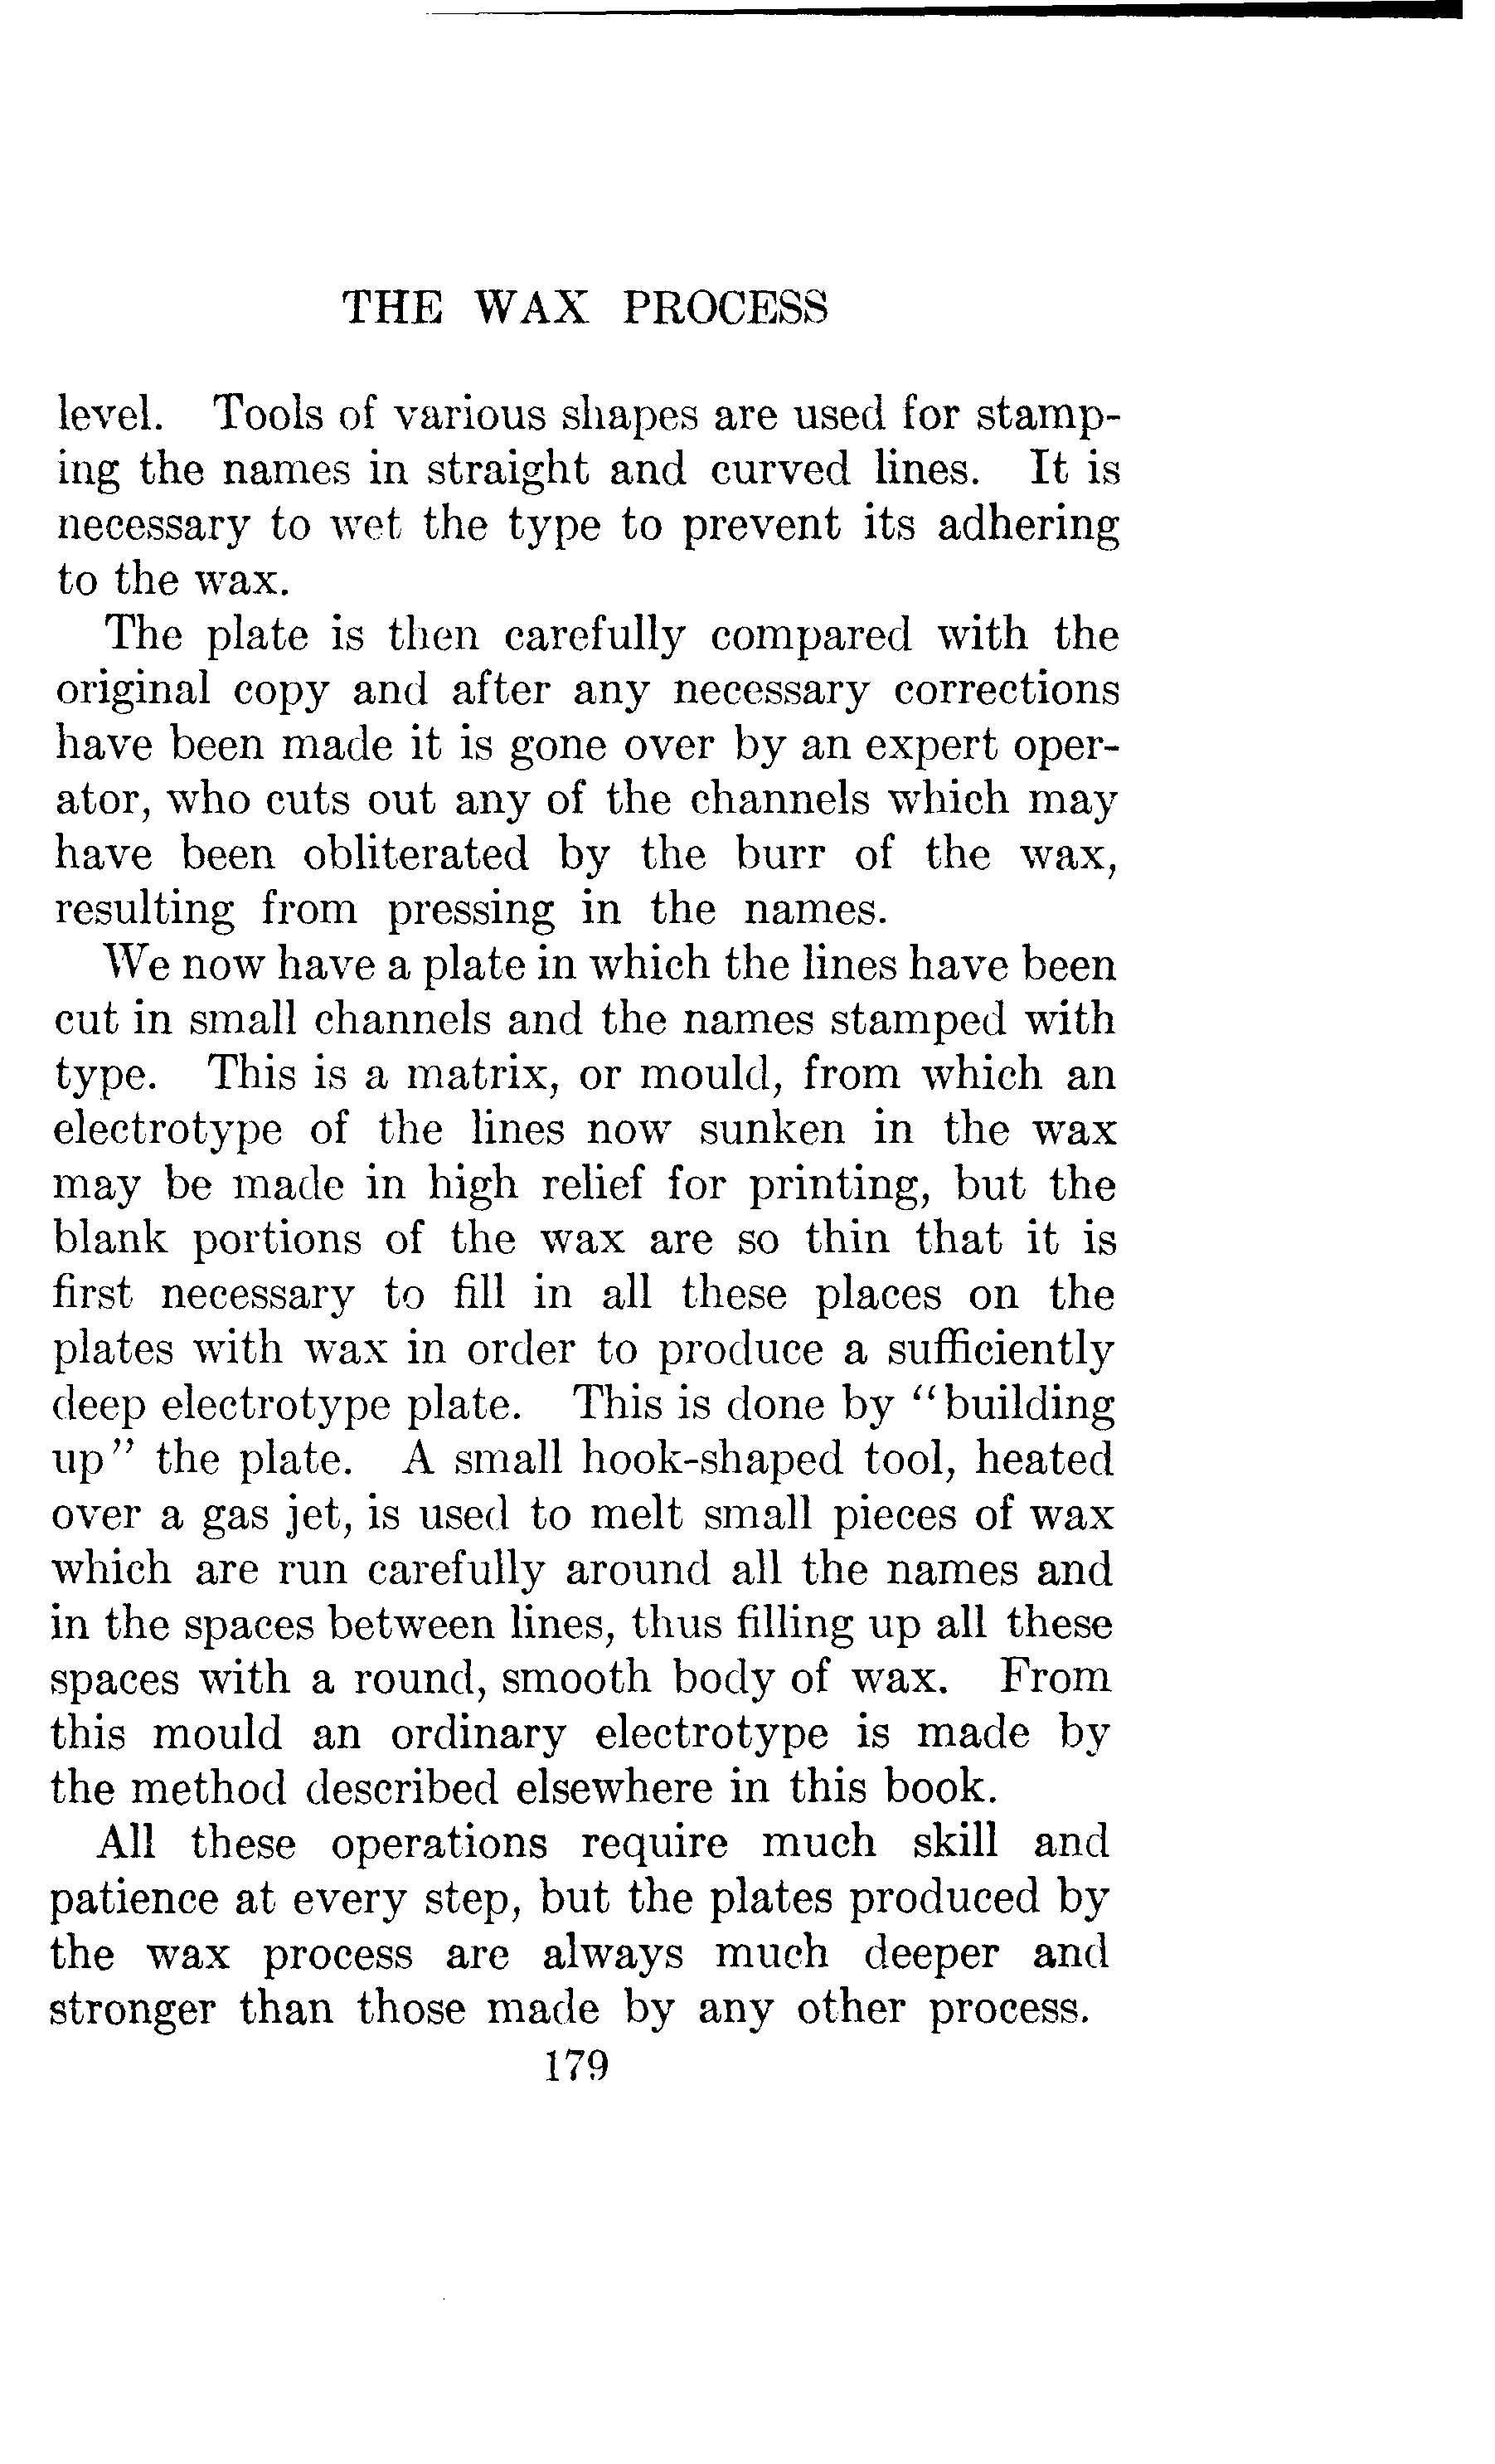 THE WAX PROCESS
level. Tools of various shapes are used for stamp-
ing the names in straight and curved lines. It is
necessary to wet the type to prevent its adhering
to the wax.
The plate is then carefully compared with the
original copy and after any necessary corrections
have been made it is gone over by an expert oper-
ator, who cuts out any of the channels which may
have been obliterated by the burr of the wax,
resulting from pressing in the names.
We now have a plate in which the lines have been
cut in small channels and the names stamped with
type. This is a matrix, or mould, from which an
electrotype of the lines now sunken in the wax
may be made in high relief for printing, but the
blank portions of the wax are so thin that it is
first necessary to fill in all these places on the
plates with wax in order to produce a sufficiently
deep electrotype plate. This is done by "building
up" the plate. A small hook-shaped tool, heated
over a gas jet, is used to melt small pieces of wax
which are run carefully around all the names and
in the spaces between lines, thus filling up all these
spaces with a round, smooth body of wax. From
this mould an ordinary electrotype is made by
the method described elsewhere in this book.
All these operations require much skill and
patience at every step, but the plates produced by
the wax process are always much deeper and
stronger than those made by any other process.
179